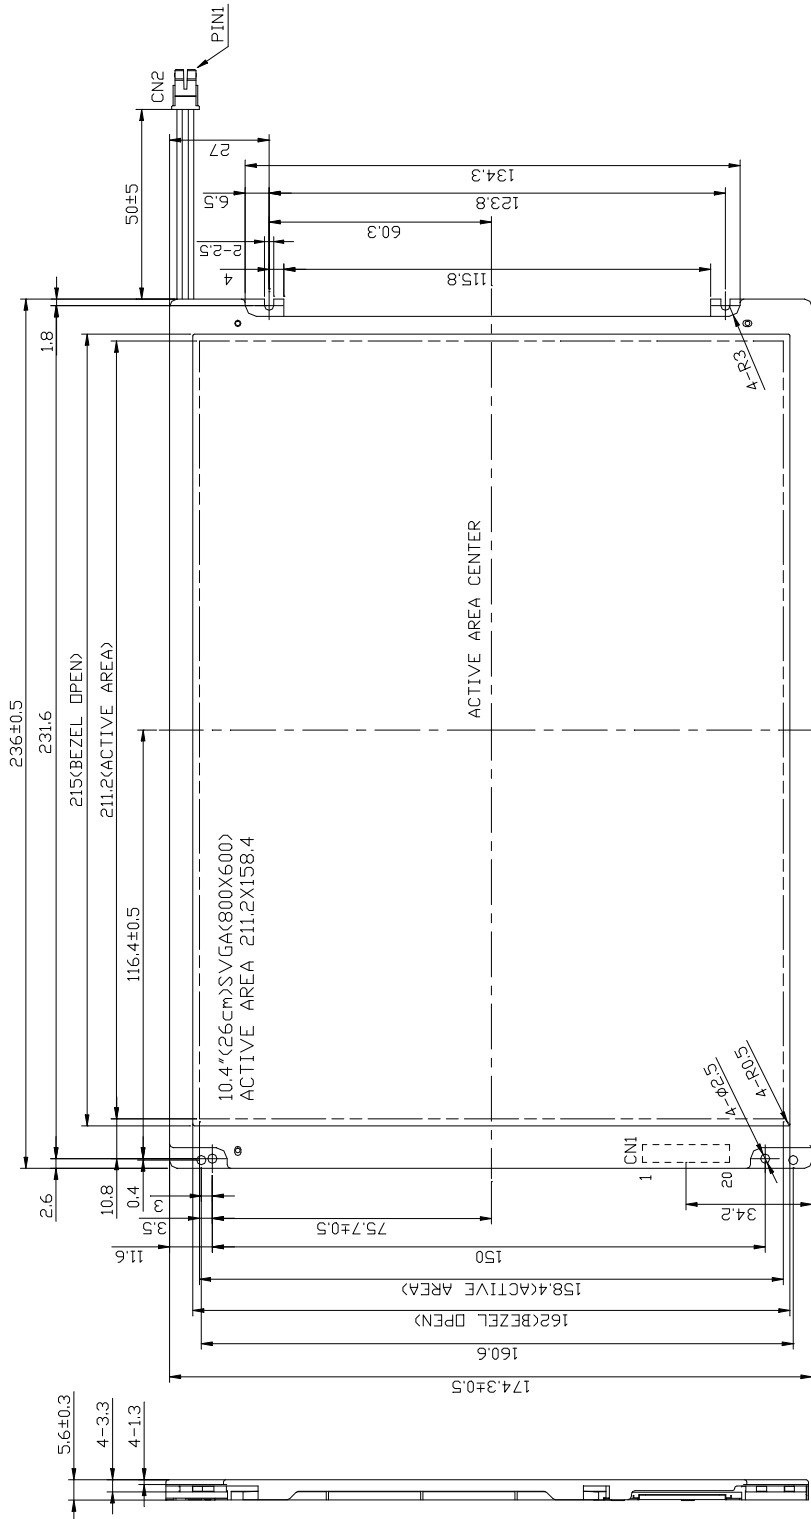 PIN1
CN2
50±5
27
134.3
6.5
123.8
60.3
2-2.5
4
115.8
1.8
4-R3
236±0.5
231.6
215(BEZEL OPEN)
211.2(ACTIVE AREA)
116.4±0.5
ACTIVE AREA CENTER
10.4"(26cm)SVGA(800X600)
ACTIVE AREA 211.2X158.4
4-ø2.5
4-R0.5
CN1
1
20
2.6
10.8
0.4
3
3.5
11.6
75.7±0.5
34.2
150
158.4(ACTIVE AREA)
162(BEZEL OPEN)
160.6
174.3±0.5
5.6±0.3
4-3.3
4-1.3